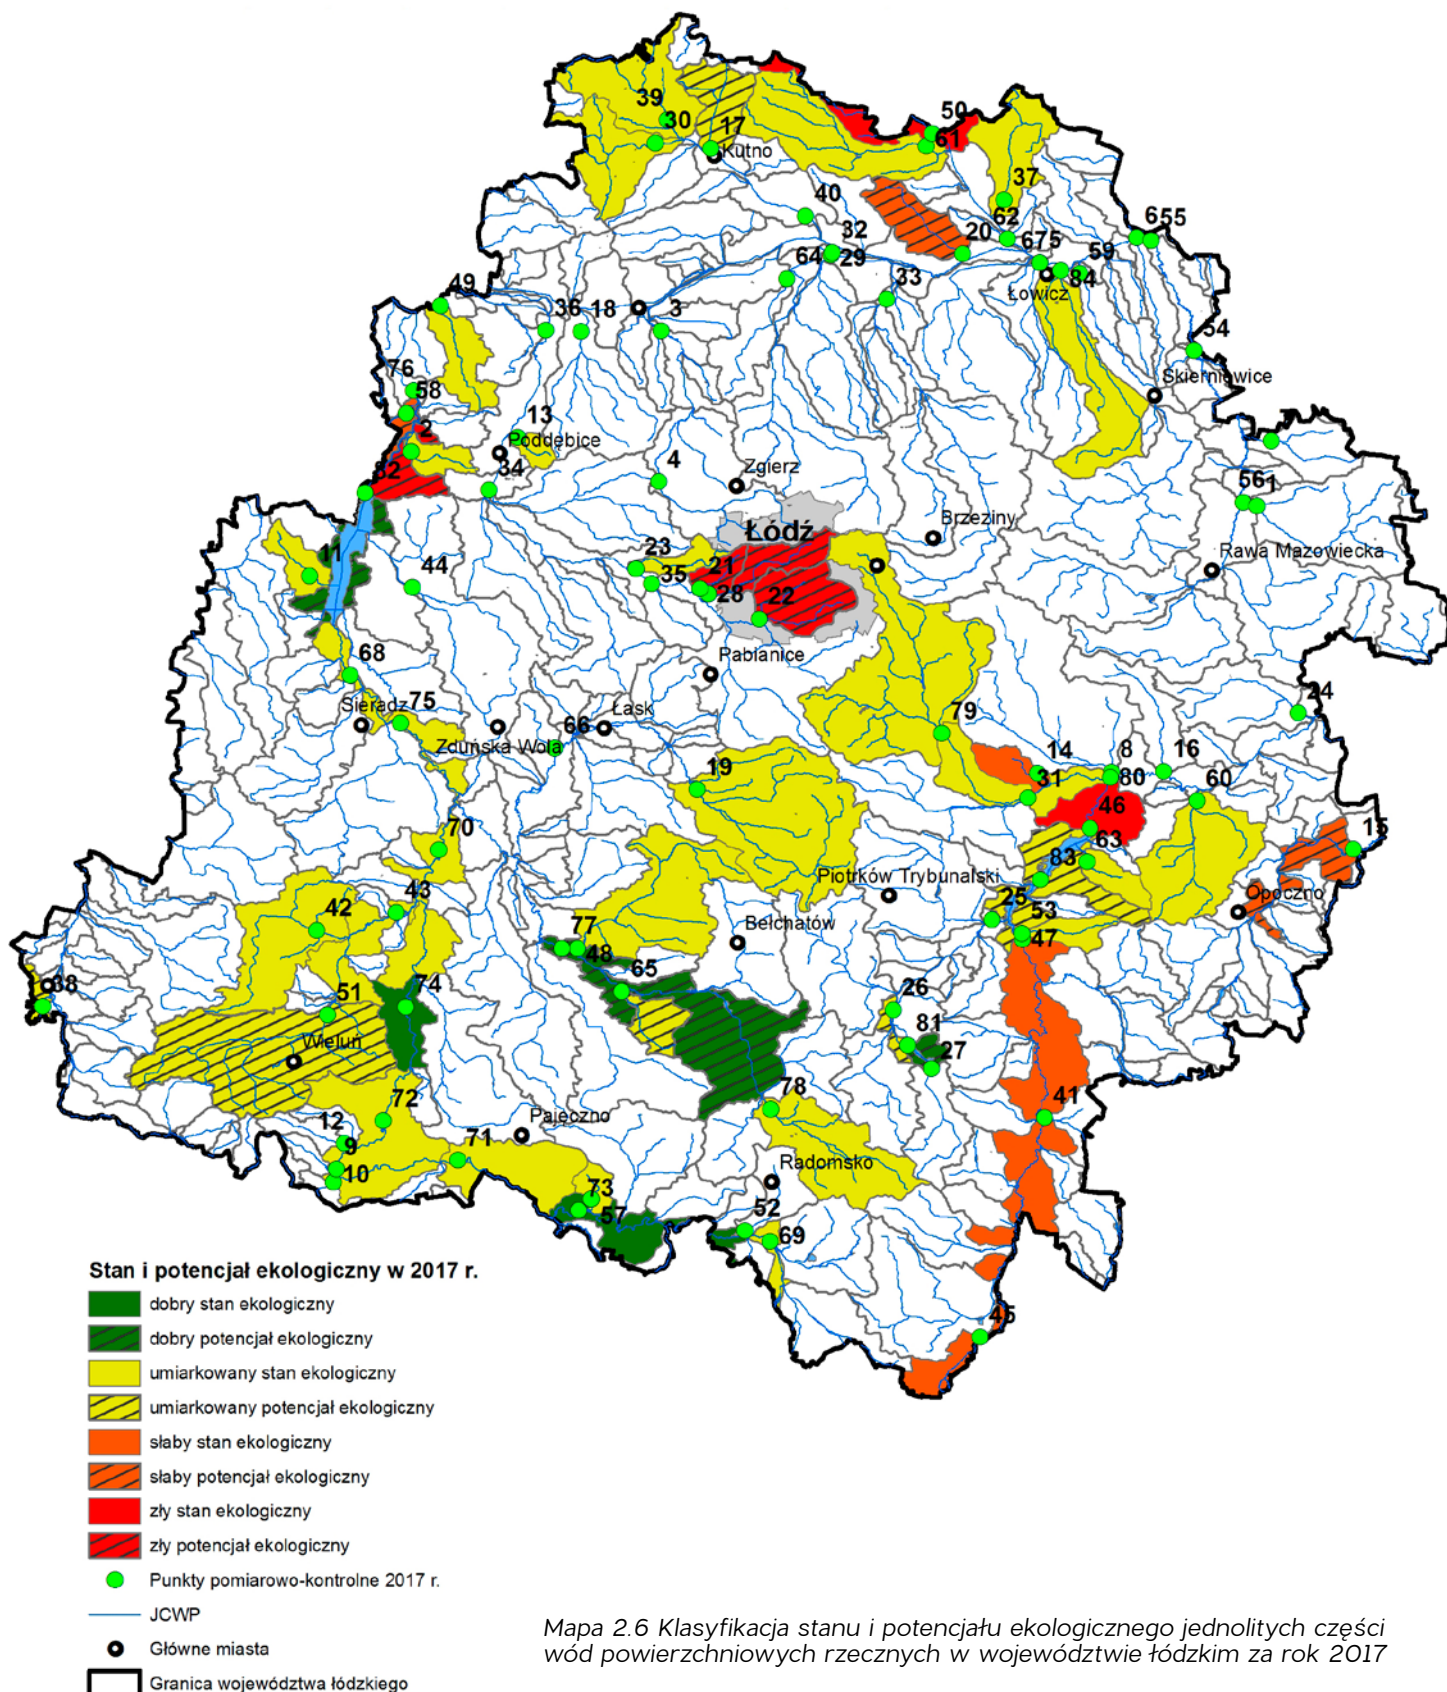 39
30
17
Kutno
50
61
37
62
40
32
29
64
20
675
655
59
84
Łowicz
33
49
36
18
3
54
Skierniewice
76
58
2
13
Poddębice
34
4
Zgierz
Łódź
Brzeziny
561
Rawa Mazowiecka
11
44
23
35
21
28
22
Pabianice
68
Sieradz
75
Zduńska Wola
66
Łask
79
24
19
14
31
8
80
16
60
46
63
83
15
Opoczno
70
43
42
Piotrków Trybunalski
25
53
47
77
48
Bełchatów
65
38
51
74
Wieluń
26
81
27
78
41
12
9
10
72
71
Pajęczno
Radomsko
73
57
52
69
45
Stan i potencjał ekologiczny w 2017 r.
dobry stan ekologiczny
dobry potencjał ekologiczny
umiarkowany stan ekologiczny
umiarkowany potencjał ekologiczny
słaby stan ekologiczny
słaby potencjał ekologiczny
zły stan ekologiczny
zły potencjał ekologiczny
Punkty pomiarowo-kontrolne 2017 r.
JCWP
Główne miasta
Granica województwa łódzkiego
Mapa 2.6 Klasyfikacja stanu i potencjału ekologicznego jednolitych części
wód powierzchniowych rzecznych w województwie łódzkim za rok 2017